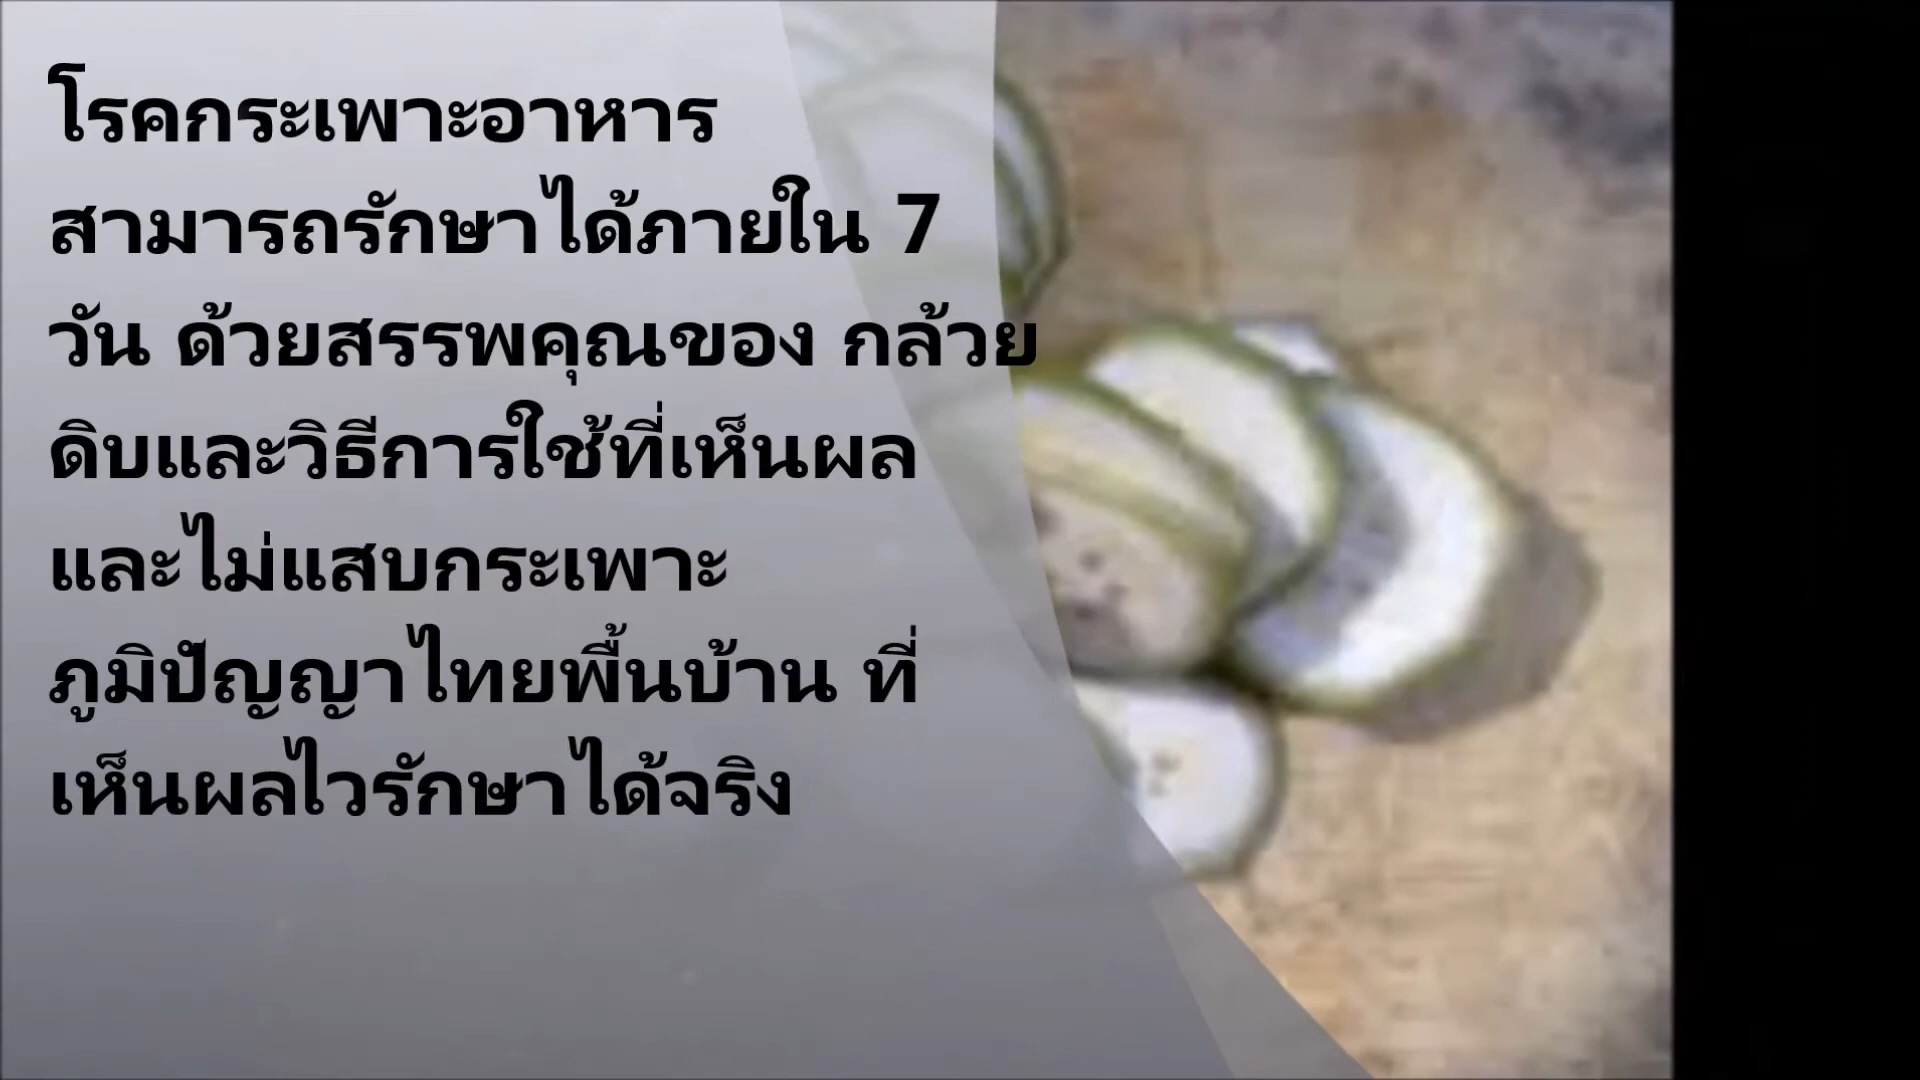 โรคกระเพาะอาหาร
สามารถรักษาได้ภายใน 7
วัน ด้วยสรรพคุณของ กล้วย
ดิบและวิธีการใช้ที่เห็นผล
และไม่แสบกระเพาะ
ภูมิปัญญาไทยพื้นบ้าน ที่
เห็นผลไวรักษาได้จริง